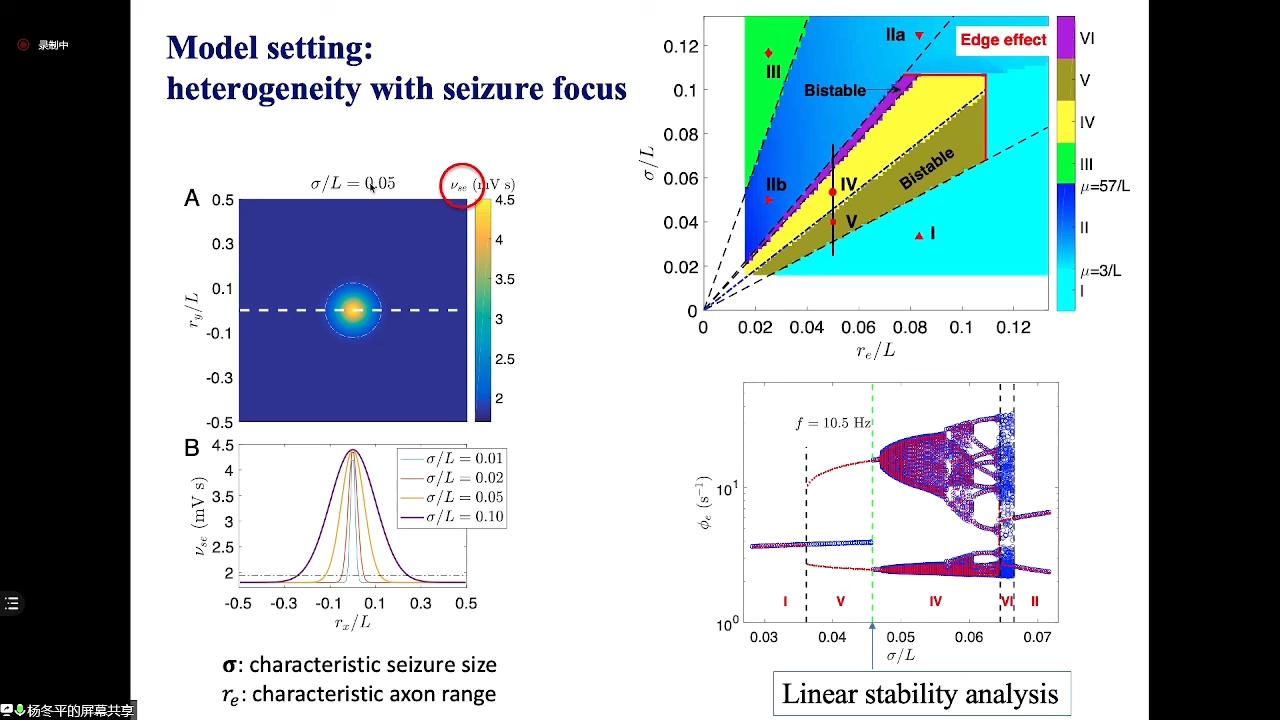 录制中
Model setting:
heterogeneity with seizure focus
A
σ/L = 0.05
ν_se (mV s)
0.5
0.3
0.1
-0.1
-0.3
-0.5
r_y/L
4.5
4
3.5
3
2.5
2
B
4.5
4
3.5
3
2.5
2
ν_se (mV s)
σ/L = 0.01
σ/L = 0.02
σ/L = 0.05
σ/L = 0.10
-0.5 -0.3 -0.1 0.1 0.3 0.5
r_x/L
σ: characteristic seizure size
r_e: characteristic axon range
0.12
0.1
0.08
0.06
0.04
0.02
0
σ/L
III
IIa
Edge effect
Bistable
IIb
IV
Bistable
V
I
0 0.02 0.04 0.06 0.08 0.1 0.12
r_e/L
VI
V
IV
III
μ=57/L
II
μ=3/L
I
f = 10.5 Hz
ϕ_e (s⁻¹)
10¹
10⁰
I V IV VI II
0.03 0.04 0.05 0.06 0.07
σ/L
Linear stability analysis
杨冬平的屏幕共享